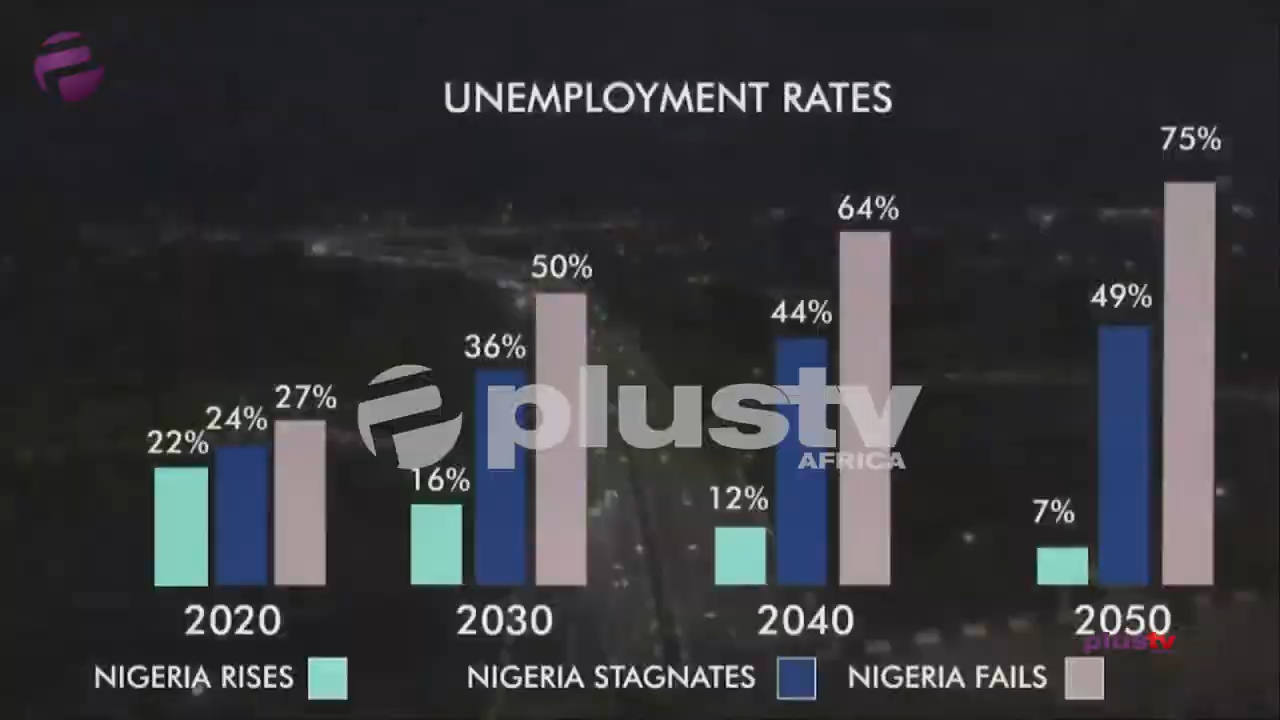 UNEMPLOYMENT RATES
75%
64%
50%
49%
44%
36%
27%
24%
22%
16%
12%
7%
plustv
AFRICA
2020 2030 2040 2050
plustv
NIGERIA RISES NIGERIA STAGNATES NIGERIA FAILS